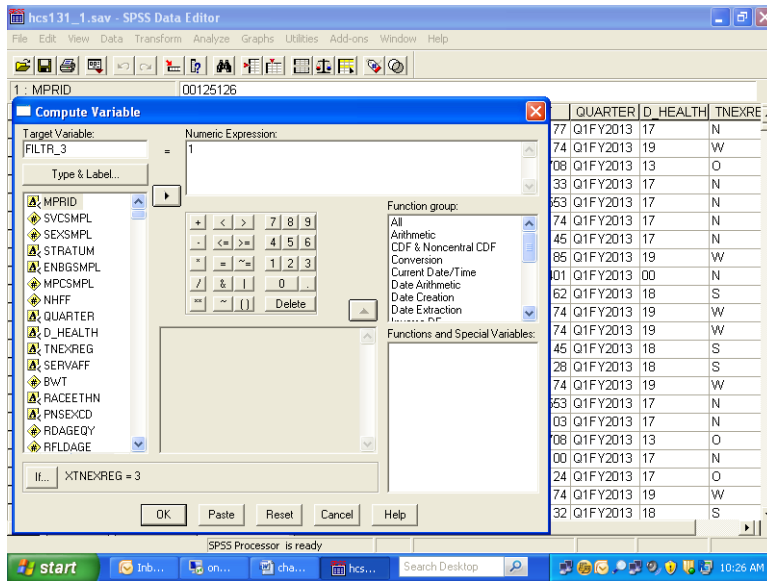 hcs131_1.sav - SPSS Data Editor
File Edit View Data Transform Analyze Graphs Utilities Add-ons Window Help
1 : MPRID 00125126
Compute Variable
Target Variable:
FILTR_3
=
Numeric Expression:
1
Type & Label...
MPRID
SVCSMPL
SEXSMPL
STRATUM
ENBGSMPL
MPCSMPL
NHFF
QUARTER
D_HEALTH
TNEXREG
SERVAFF
BWT
RACEETHN
PNSEXCD
RDAGEQY
RFLDAGE
+ < > 7 8 9
- <= >= 4 5 6
* = ~= 1 2 3
/ & | 0 .
** ~ () Delete
Function group:
All
Arithmetic
CDF & Noncentral CDF
Conversion
Current Date/Time
Date Arithmetic
Date Creation
Date Extraction
Functions and Special Variables:
If... XTNEXREG = 3
OK Paste Reset Cancel Help
QUARTER D_HEALTH TNEXRE
77 Q1FY2013 17 N
74 Q1FY2013 19 W
08 Q1FY2013 13 O
33 Q1FY2013 17 N
553 Q1FY2013 17 N
74 Q1FY2013 17 N
45 Q1FY2013 17 N
85 Q1FY2013 19 W
01 Q1FY2013 00 N
62 Q1FY2013 18 S
74 Q1FY2013 19 W
74 Q1FY2013 19 W
45 Q1FY2013 18 S
28 Q1FY2013 18 S
74 Q1FY2013 19 W
553 Q1FY2013 17 N
03 Q1FY2013 17 N
08 Q1FY2013 13 O
00 Q1FY2013 17 N
24 Q1FY2013 17 O
74 Q1FY2013 19 W
32 Q1FY2013 18 S
SPSS Processor is ready
start Inb... on... cha... hcs... Search Desktop 10:26 AM